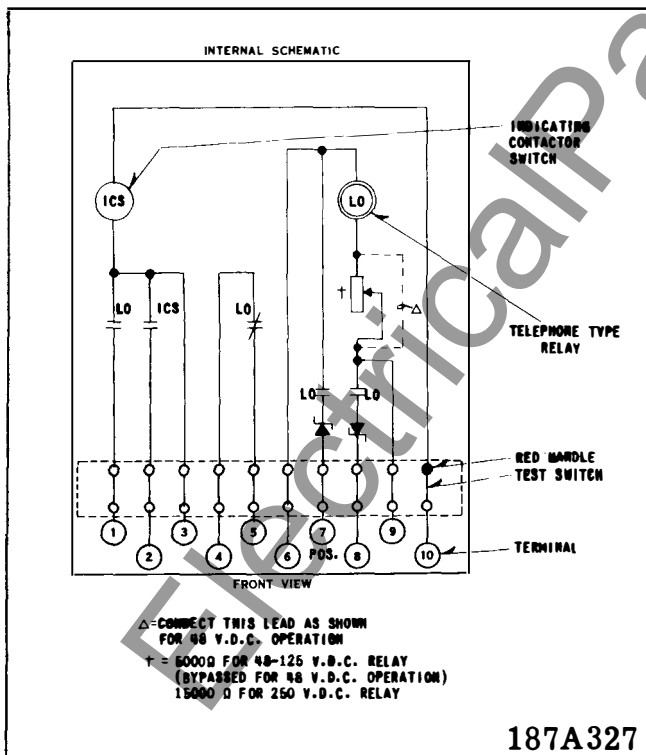 INTERNAL SCHEMATIC
INDICATING
CONTACTOR
SWITCH
ICS
LO
LO
ICS
LO
†
Δ
TELEPHONE TYPE
RELAY
LO
LO
RED HANDLE
TEST SWITCH
1
2
3
4
5
6
7
POS.
8
9
10
TERMINAL
FRONT VIEW
Δ=CONNECT THIS LEAD AS SHOWN
FOR 48 V.D.C. OPERATION
† = 5000Ω FOR 48-125 V.D.C. RELAY
(BYPASSED FOR 48 V.D.C. OPERATION)
15000 Ω FOR 250 V.D.C. RELAY
187A327
ElectricalPa